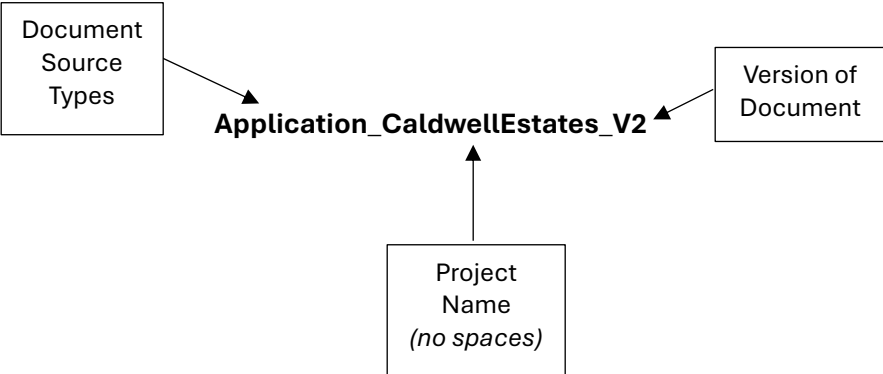 Document
Source
Types
Version of
Document
Application_CaldwellEstates_V2
Project
Name
(no spaces)